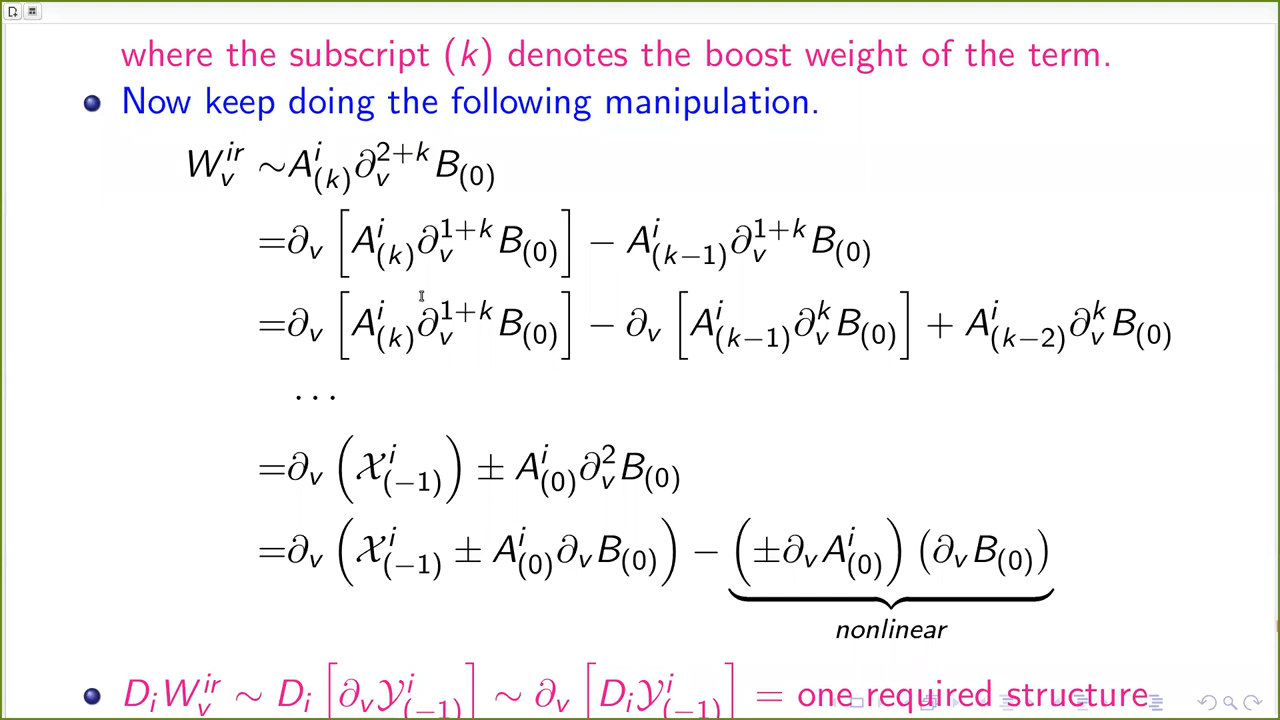 where the subscript (k) denotes the boost weight of the term.
Now keep doing the following manipulation.
W_v^{ir} ∼ A^i_{(k)} ∂_v^{2+k} B_{(0)}
= ∂_v [A^i_{(k)} ∂_v^{1+k} B_{(0)}] − A^i_{(k−1)} ∂_v^{1+k} B_{(0)}
= ∂_v [A^i_{(k)} ∂_v^{1+k} B_{(0)}] − ∂_v [A^i_{(k−1)} ∂_v^k B_{(0)}] + A^i_{(k−2)} ∂_v^k B_{(0)}
...
= ∂_v (𝒳^i_{(−1)}) ± A^i_{(0)} ∂_v^2 B_{(0)}
= ∂_v (𝒳^i_{(−1)} ± A^i_{(0)} ∂_v B_{(0)}) − (±∂_v A^i_{(0)}) (∂_v B_{(0)})
nonlinear
D_i W_v^{ir} ∼ D_i [∂_v 𝒴^i_{(−1)}] ∼ ∂_v [D_i 𝒴^i_{(−1)}] = one required structure